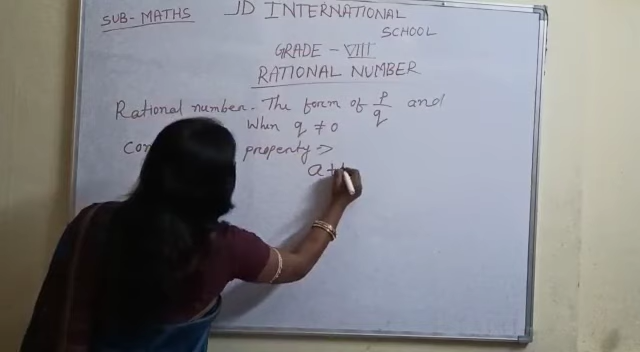 SUB- MATHS JD INTERNATIONAL
SCHOOL
GRADE - VIII
RATIONAL NUMBER
Rational number. The form of p/q and
When q ≠ 0
property ⇒
a +